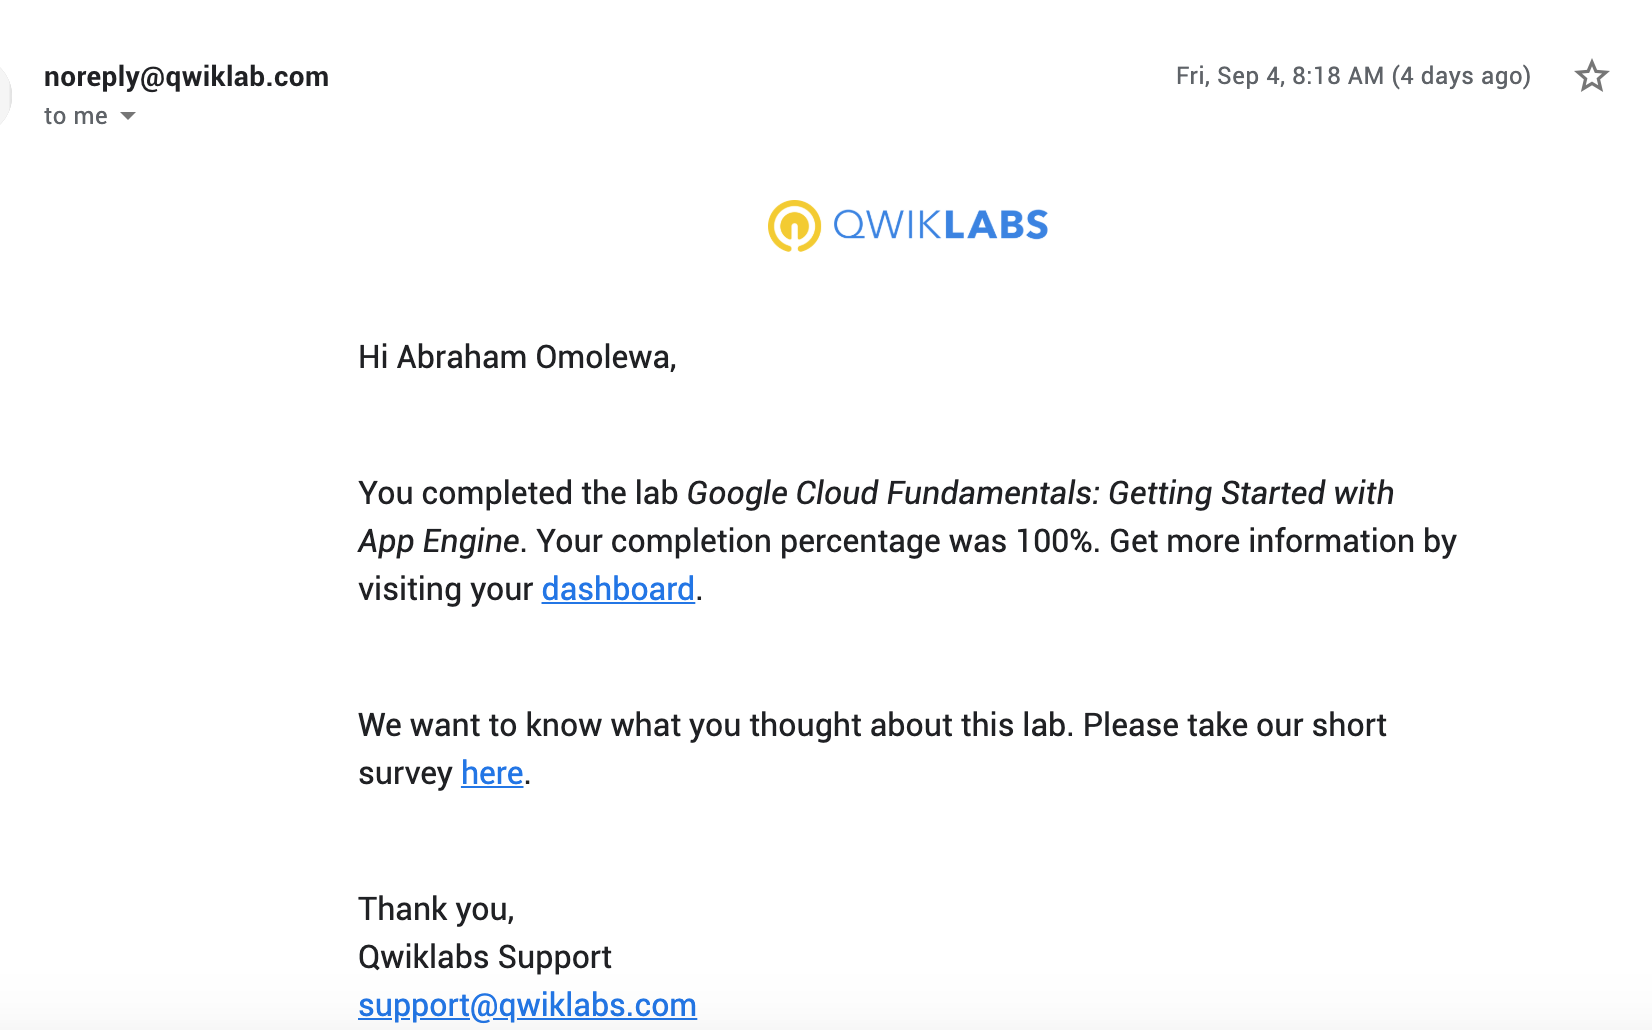 noreply@qwiklab.com
Fri, Sep 4, 8:18 AM (4 days ago)
to me
QWIKLABS
Hi Abraham Omolewa,
You completed the lab Google Cloud Fundamentals: Getting Started with
App Engine. Your completion percentage was 100%. Get more information by
visiting your dashboard.
We want to know what you thought about this lab. Please take our short
survey here.
Thank you,
Qwiklabs Support
support@qwiklabs.com